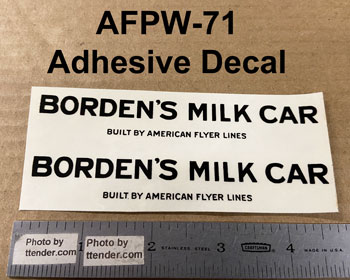 AFPW-71
Adhesive Decal
BORDEN'S MILK CAR
BUILT BY AMERICAN FLYER LINES
BORDEN'S MILK CAR
BUILT BY AMERICAN FLYER LINES
Photo by
ttender.com
Photo by
ttender.com
1 2 STAINLESS STEEL 3 CRAFTSMAN 4 MADE IN U.S.A.